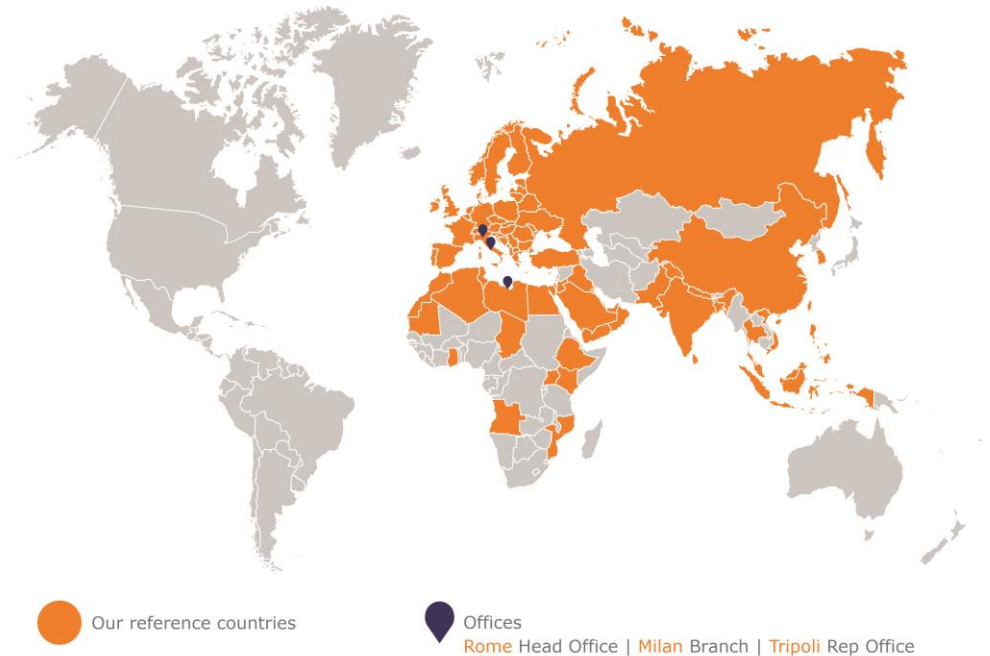 Our reference countries
Offices
Rome Head Office | Milan Branch | Tripoli Rep Office